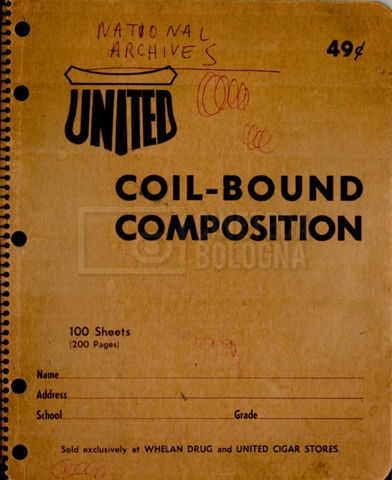 NATIONAL
ARCHIVES
49¢
UNITED
COIL-BOUND
COMPOSITION
BOLOGNA
100 Sheets
(200 Pages)
Name
Address
School Grade
Sold exclusively at WHELAN DRUG and UNITED CIGAR STORES.